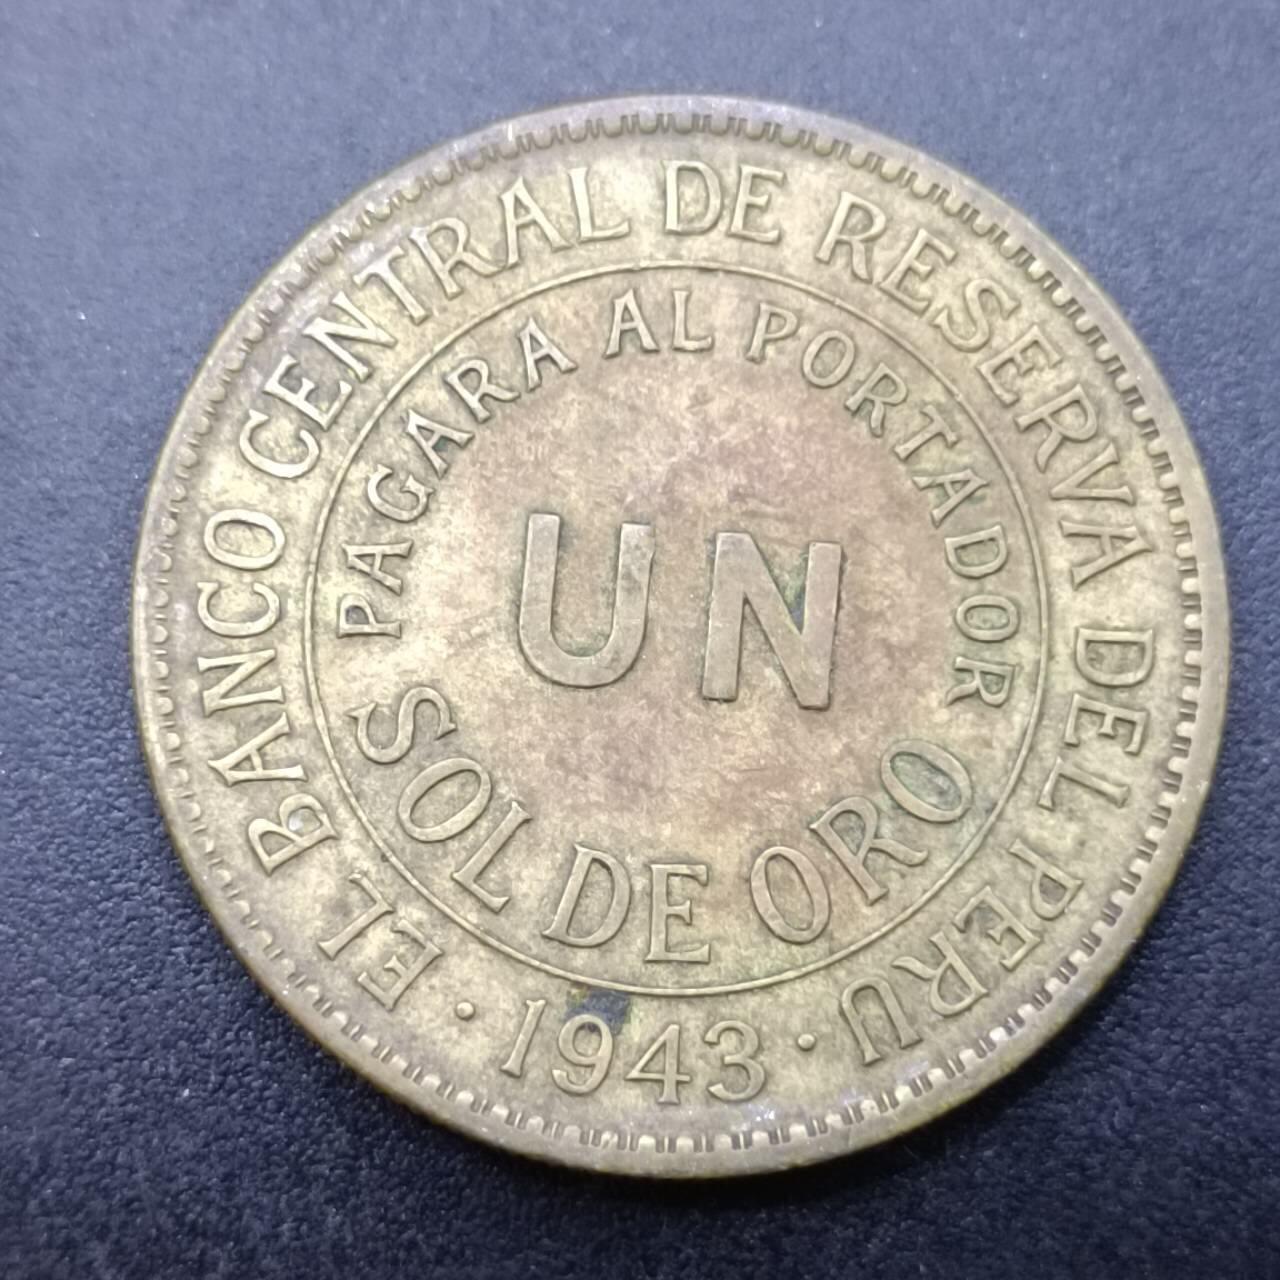 EL BANCO CENTRAL DE RESERVA DEL PERU
PAGARA AL PORTADOR
UN
SOL DE ORO
· 1943 ·